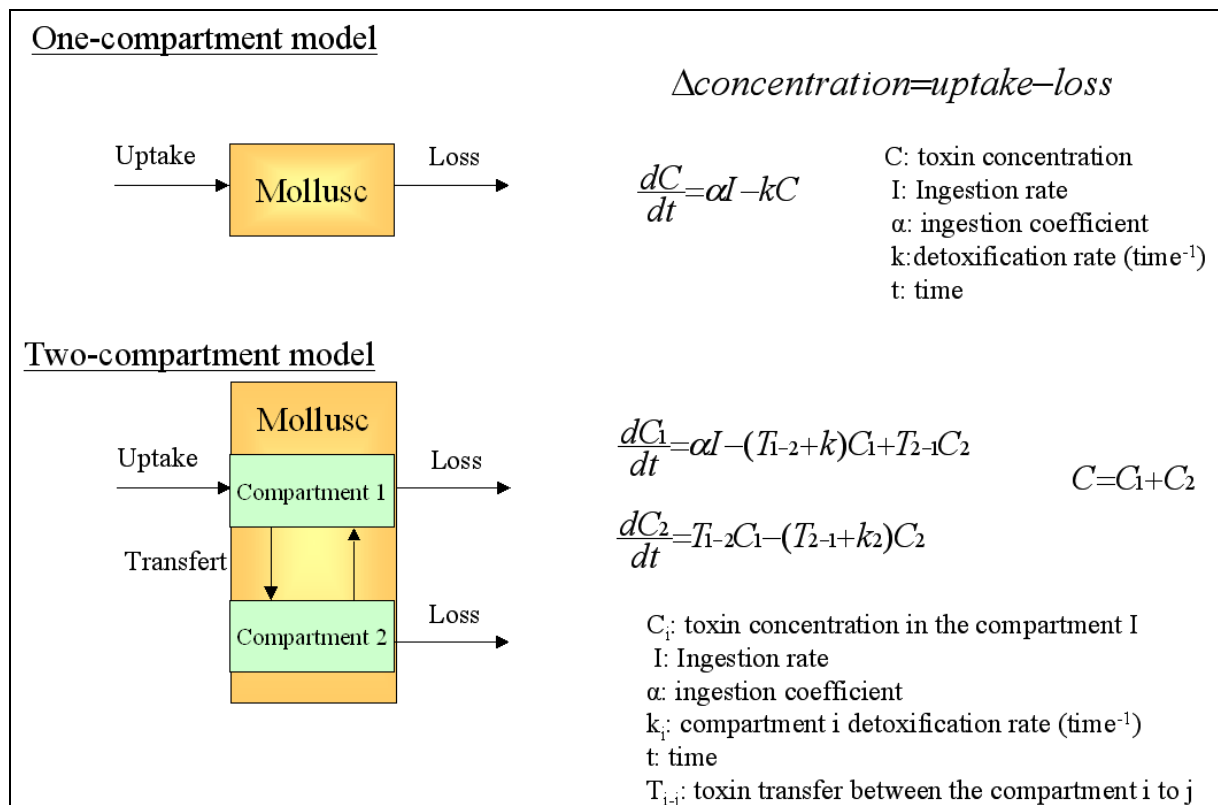 One-compartment model
Δconcentration=uptake−loss
Uptake
Mollusc
Loss
dC/dt=αI−kC
C: toxin concentration
I: Ingestion rate
α: ingestion coefficient
k:detoxification rate (time⁻¹)
t: time
Two-compartment model
Mollusc
Uptake
Compartment 1
Loss
Transfert
Compartment 2
Loss
dC₁/dt=αI−(T₁₋₂+k)C₁+T₂₋₁C₂
C=C₁+C₂
dC₂/dt=T₁₋₂C₁−(T₂₋₁+k₂)C₂
Cᵢ: toxin concentration in the compartment I
I: Ingestion rate
α: ingestion coefficient
kᵢ: compartment i detoxification rate (time⁻¹)
t: time
Tᵢ₋ⱼ: toxin transfer between the compartment i to j